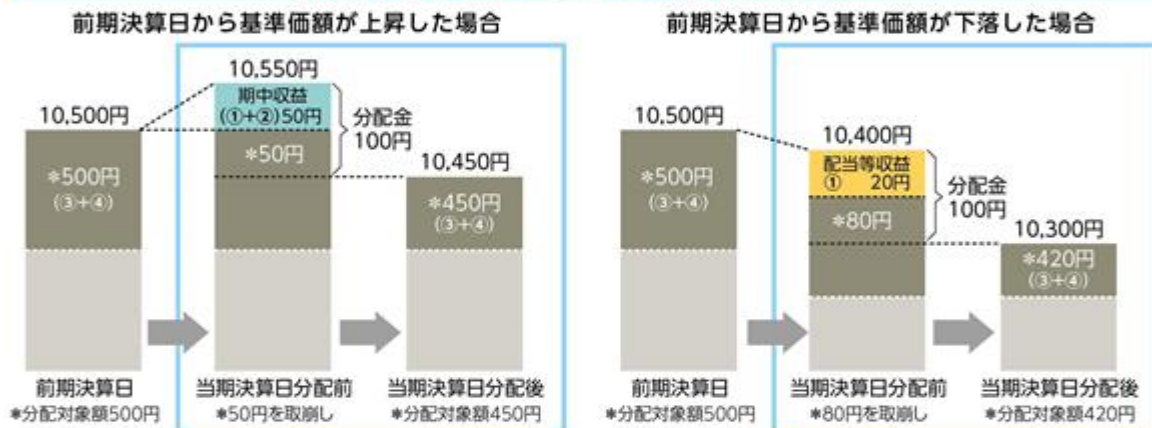 前期決算日から基準価額が上昇した場合
10,550円
期中収益
(①+②)50円
10,500円
分配金
100円
*50円
10,450円
*500円
(③+④)
*450円
(③+④)
前期決算日
当期決算日分配前
当期決算日分配後
*分配対象額500円
*50円を取崩し
*分配対象額450円
前期決算日から基準価額が下落した場合
10,500円
10,400円
配当等収益
① 20円
*500円
(③+④)
分配金
100円
*80円
10,300円
*420円
(③+④)
前期決算日
当期決算日分配前
当期決算日分配後
*分配対象額500円
*80円を取崩し
*分配対象額420円